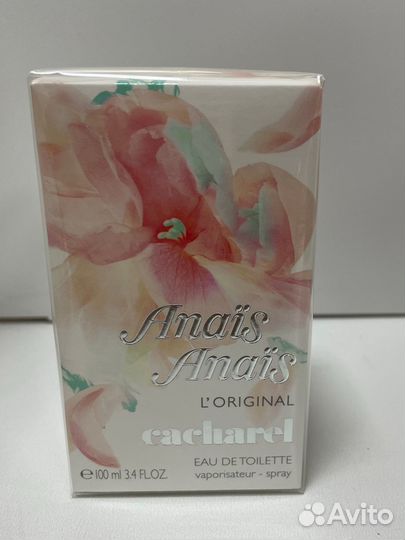 Anaïs
Anaïs
L'ORIGINAL
cacharel
EAU DE TOILETTE
e 100 ml 3.4 FL.OZ.
vaporisateur - spray
Avito